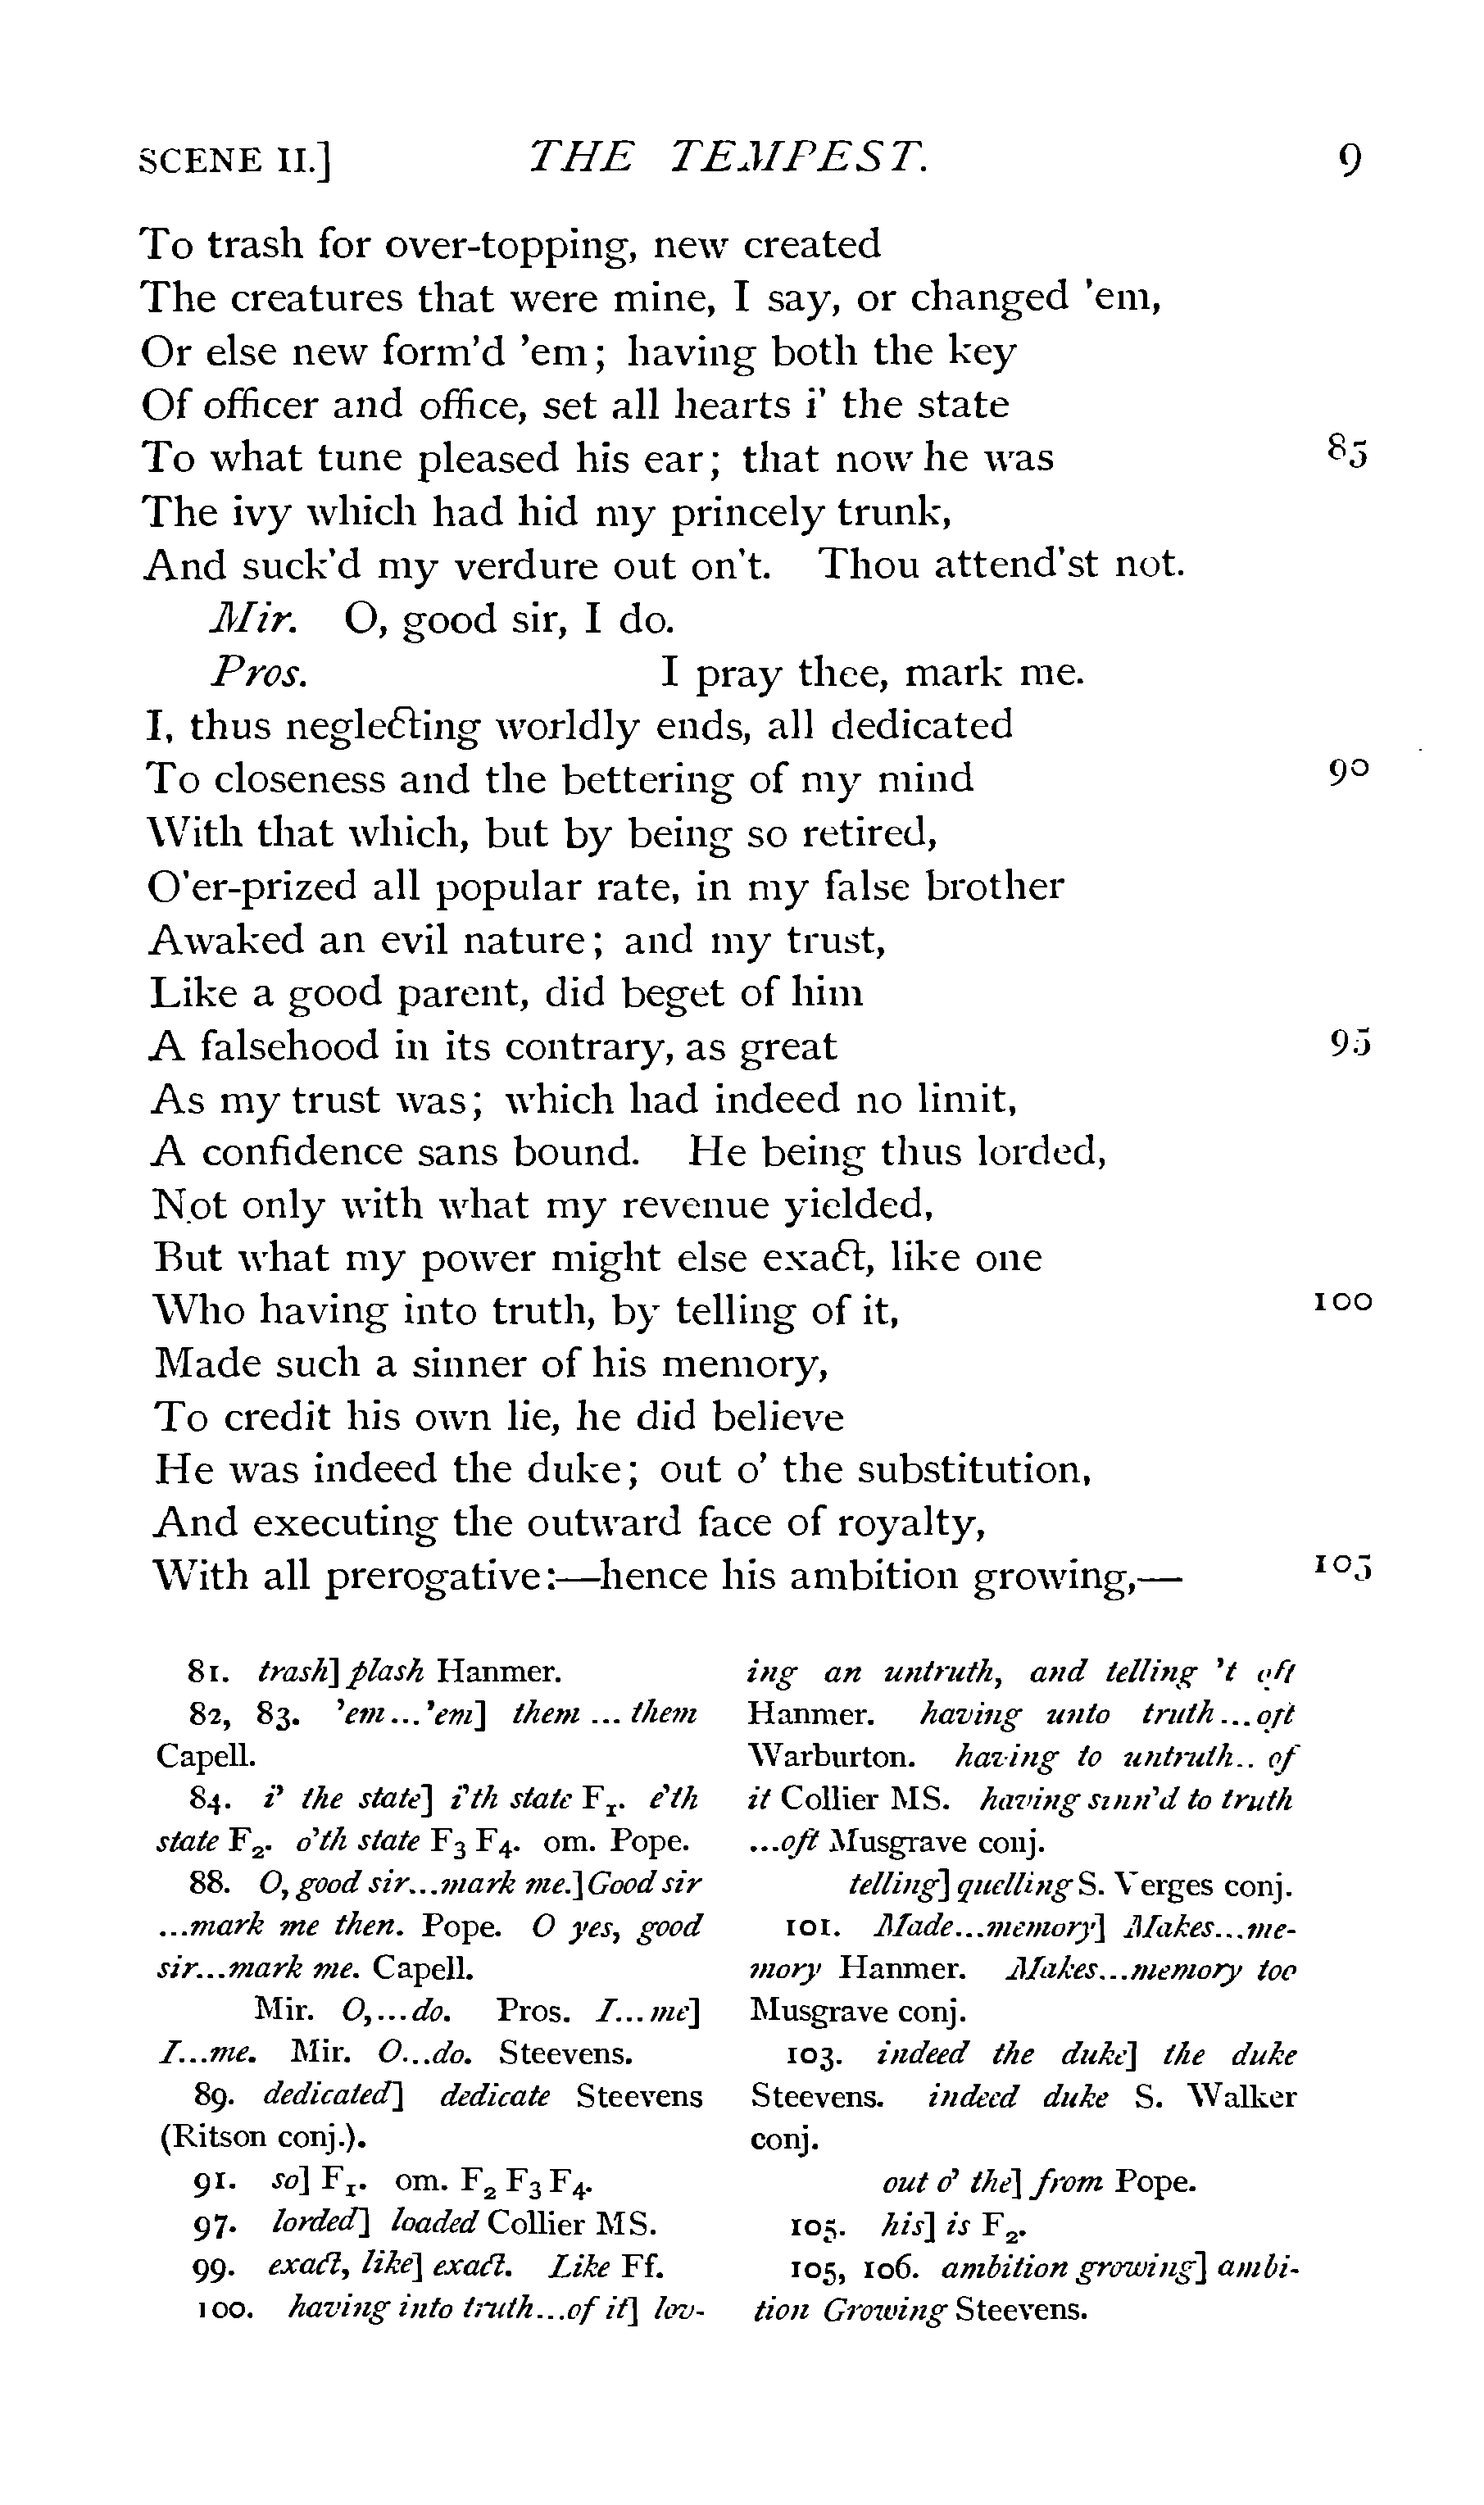 SCENE II.] THE TEMPEST. 9
To trash for over-topping, new created
The creatures that were mine, I say, or changed 'em,
Or else new form'd 'em; having both the key
Of officer and office, set all hearts i' the state
To what tune pleased his ear; that now he was 85
The ivy which had hid my princely trunk,
And suck'd my verdure out on't. Thou attend'st not.
Mir. O, good sir, I do.
Pros. I pray thee, mark me.
I, thus neglecting worldly ends, all dedicated
To closeness and the bettering of my mind 90
With that which, but by being so retired,
O'er-prized all popular rate, in my false brother
Awaked an evil nature; and my trust,
Like a good parent, did beget of him
A falsehood in its contrary, as great 95
As my trust was; which had indeed no limit,
A confidence sans bound. He being thus lorded,
Not only with what my revenue yielded,
But what my power might else exact, like one
Who having into truth, by telling of it, 100
Made such a sinner of his memory,
To credit his own lie, he did believe
He was indeed the duke; out o' the substitution,
And executing the outward face of royalty,
With all prerogative:—hence his ambition growing,— 105
81. trash] plash Hanmer.
82, 83. 'em...'em] them ... them
Capell.
84. i' the state] i'th state F1. e'th
state F2. o'th state F3 F4. om. Pope.
88. O, good sir...mark me.] Good sir
...mark me then. Pope. O yes, good
sir...mark me. Capell.
Mir. O,...do. Pros. I...me]
I...me. Mir. O...do. Steevens.
89. dedicated] dedicate Steevens
(Ritson conj.).
91. so] F1. om. F2 F3 F4.
97. lorded] loaded Collier MS.
99. exact, like] exact. Like Ff.
100. having into truth...of it] lov-
ing an untruth, and telling 't oft
Hanmer. having unto truth...oft
Warburton. having to untruth.. of
it Collier MS. having sinn'd to truth
...oft Musgrave conj.
telling] quelling S. Verges conj.
101. Made...memory] Makes...me-
mory Hanmer. Makes...memory too
Musgrave conj.
103. indeed the duke] the duke
Steevens. indeed duke S. Walker
conj.
out o' the] from Pope.
105. his] is F2.
105, 106. ambition growing] ambi-
tion Growing Steevens.